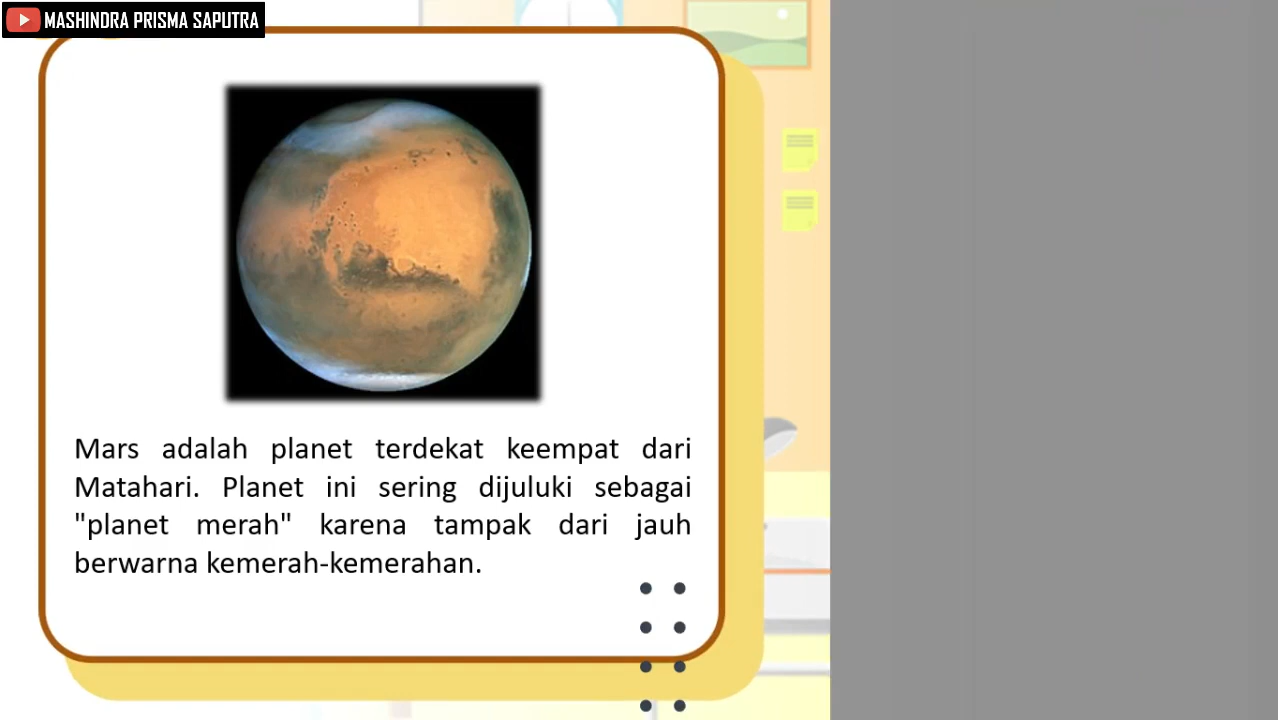 MASHINDRA PRISMA SAPUTRA
Mars adalah planet terdekat keempat dari
Matahari. Planet ini sering dijuluki sebagai
"planet merah" karena tampak dari jauh
berwarna kemerah-kemerahan.